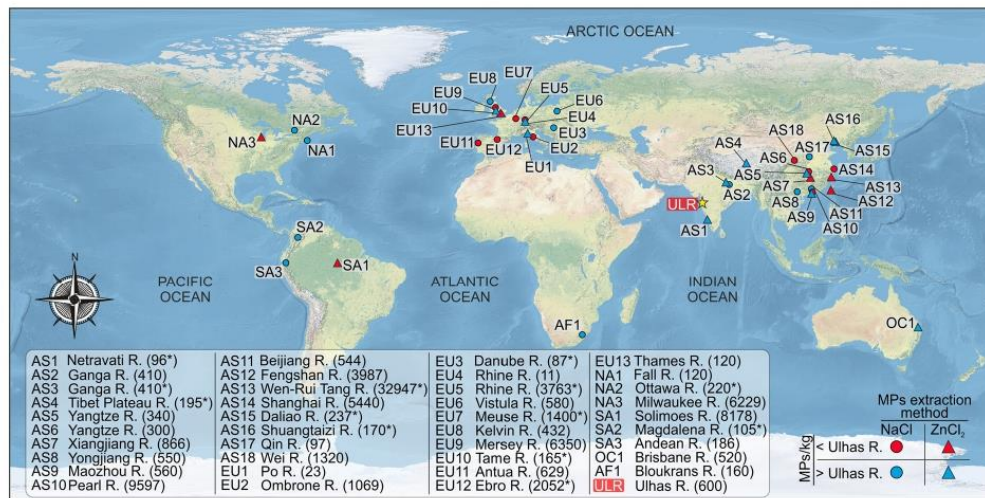 ARCTIC OCEAN
EU7
EU8
EU5
EU9
EU6
EU10
EU4
EU13
EU3
EU11
EU12
EU2
EU1
NA2
NA3
NA1
AS16
AS18
AS17
AS15
AS4
AS6
AS14
AS3
AS5
AS13
AS7
AS2
AS8
AS12
AS9
AS11
AS10
ULR
AS1
SA2
SA3
SA1
N
PACIFIC
OCEAN
ATLANTIC
OCEAN
INDIAN
OCEAN
AF1
OC1
AS1 Netravati R. (96*)
AS2 Ganga R. (410)
AS3 Ganga R. (410*)
AS4 Tibet Plateau R. (195*)
AS5 Yangtze R. (340)
AS6 Yangtze R. (300)
AS7 Xiangjiang R. (866)
AS8 Yongjiang R. (550)
AS9 Maozhou R. (560)
AS10 Pearl R. (9597)
AS11 Beijiang R. (544)
AS12 Fengshan R. (3987)
AS13 Wen-Rui Tang R. (32947*)
AS14 Shanghai R. (5440)
AS15 Daliao R. (237*)
AS16 Shuangtaizi R. (170*)
AS17 Qin R. (97)
AS18 Wei R. (1320)
EU1 Po R. (23)
EU2 Ombrone R. (1069)
EU3 Danube R. (87*)
EU4 Rhine R. (11)
EU5 Rhine R. (3763*)
EU6 Vistula R. (580)
EU7 Meuse R. (1400*)
EU8 Kelvin R. (432)
EU9 Mersey R. (6350)
EU10 Tame R. (165*)
EU11 Antua R. (629)
EU12 Ebro R. (2052*)
EU13 Thames R. (120)
NA1 Fall R. (120)
NA2 Ottawa R. (220*)
NA3 Milwaukee R. (6229)
SA1 Solimoes R. (8178)
SA2 Magdalena R. (105*)
SA3 Andean R. (186)
OC1 Brisbane R. (520)
AF1 Bloukrans R. (160)
ULR Ulhas R. (600)
MPs extraction
method
NaCl ZnCl₂
MPs/kg
< Ulhas R.
> Ulhas R.